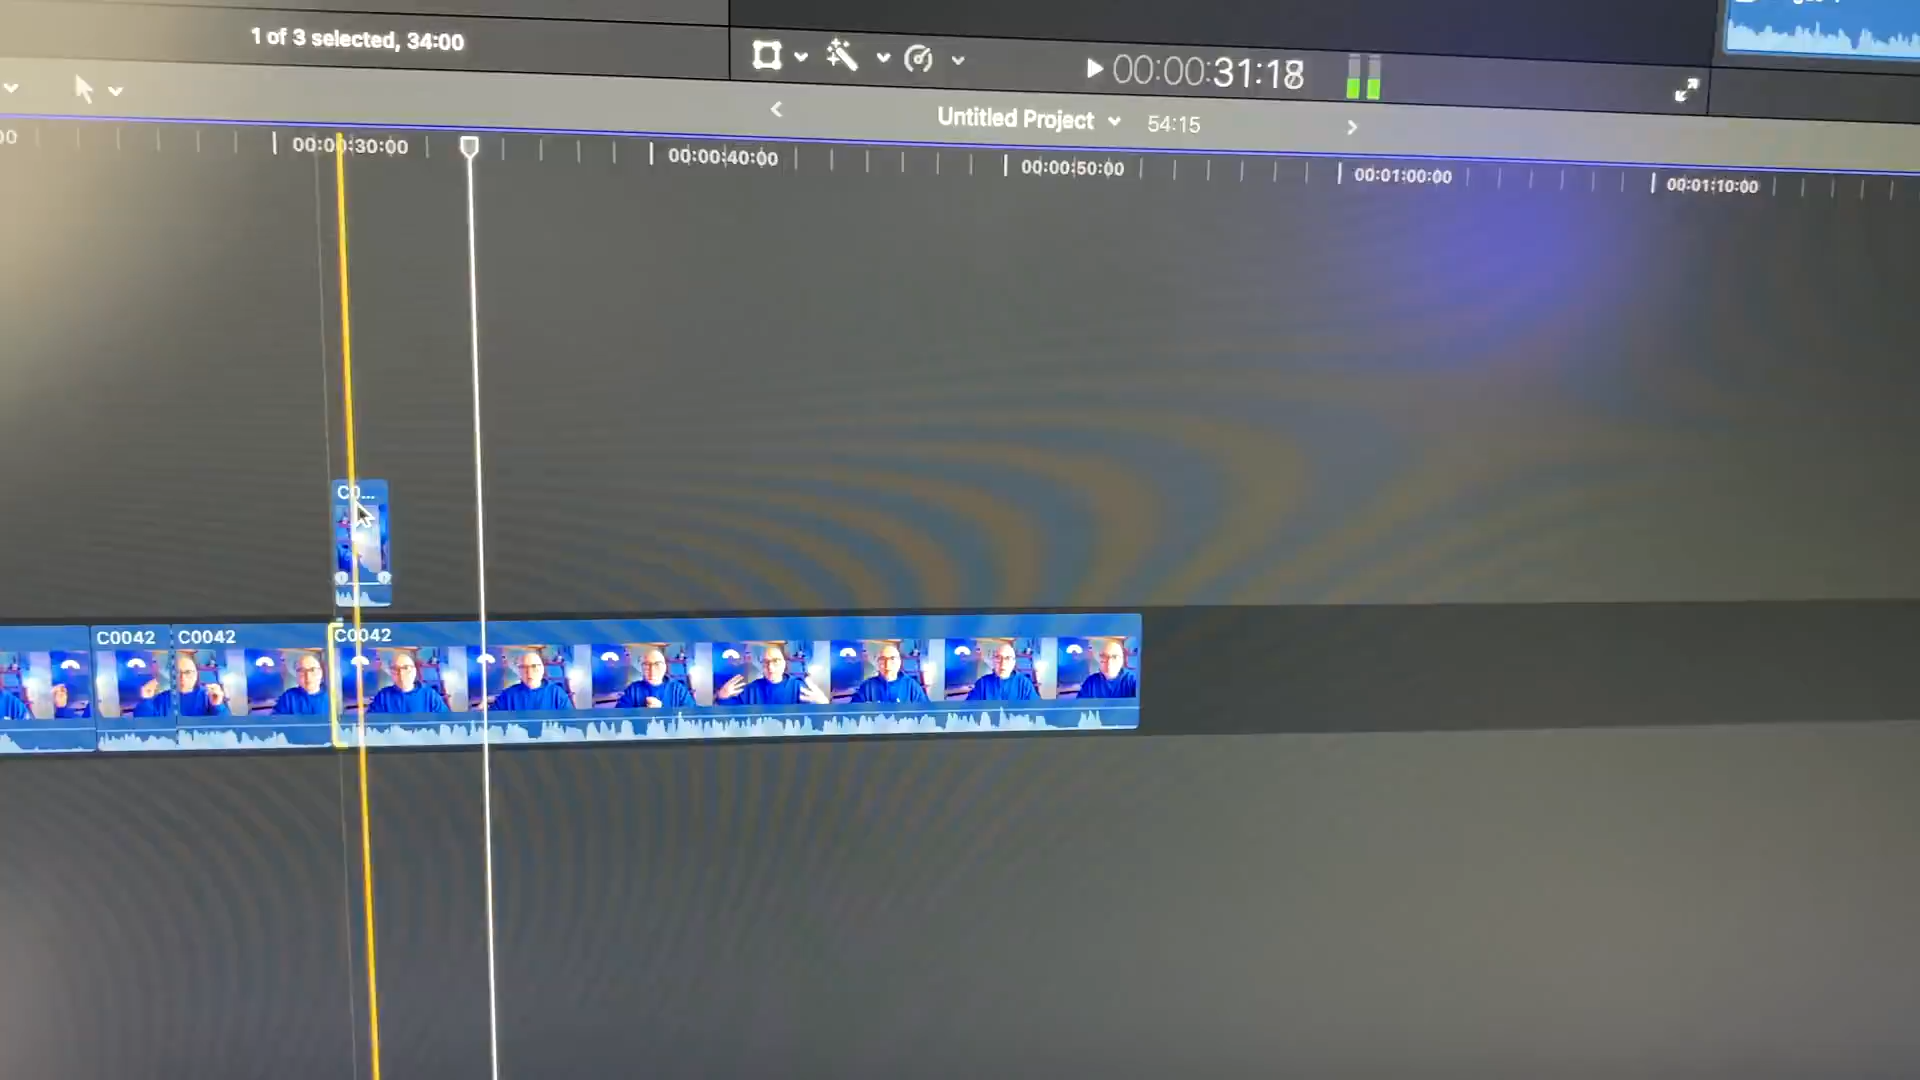 1 of 3 selected, 34:00
00:00:31:18
Untitled Project
54:15
00:00:30:00
00:00:40:00
00:00:50:00
00:01:00:00
00:01:10:00
C0...
C0042
C0042
C0042